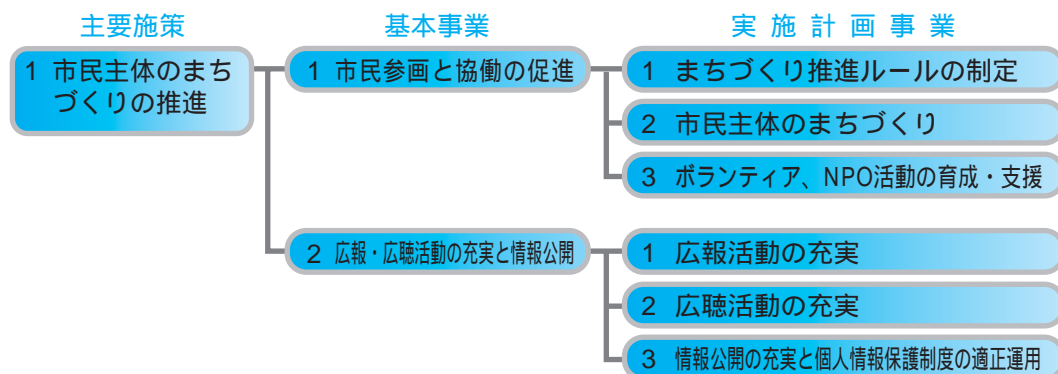 主要施策
基本事業
実施計画事業
1 市民主体のまち
づくりの推進
1 市民参画と協働の促進
1 まちづくり推進ルールの制定
2 市民主体のまちづくり
3 ボランティア、NPO活動の育成・支援
2 広報・広聴活動の充実と情報公開
1 広報活動の充実
2 広聴活動の充実
3 情報公開の充実と個人情報保護制度の適正運用